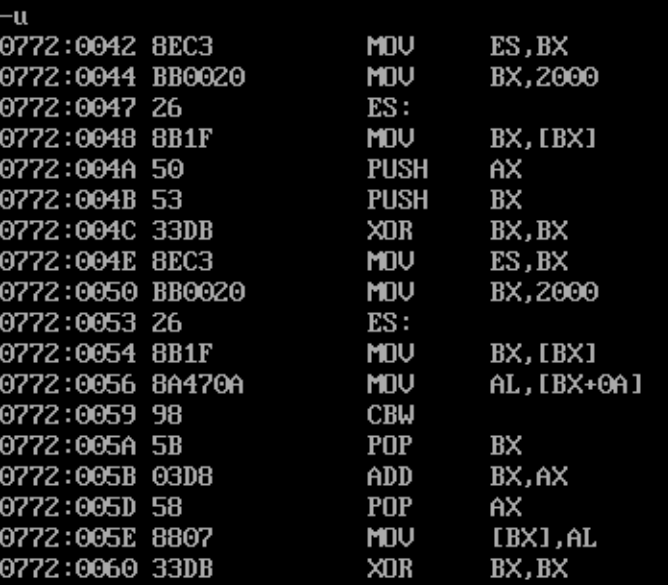 -u
0772:0042 8EC3 MOV ES,BX
0772:0044 BB0020 MOV BX,2000
0772:0047 26 ES:
0772:0048 8B1F MOV BX,[BX]
0772:004A 50 PUSH AX
0772:004B 53 PUSH BX
0772:004C 33DB XOR BX,BX
0772:004E 8EC3 MOV ES,BX
0772:0050 BB0020 MOV BX,2000
0772:0053 26 ES:
0772:0054 8B1F MOV BX,[BX]
0772:0056 8A470A MOV AL,[BX+0A]
0772:0059 98 CBW
0772:005A 5B POP BX
0772:005B 03D8 ADD BX,AX
0772:005D 58 POP AX
0772:005E 8807 MOV [BX],AL
0772:0060 33DB XOR BX,BX